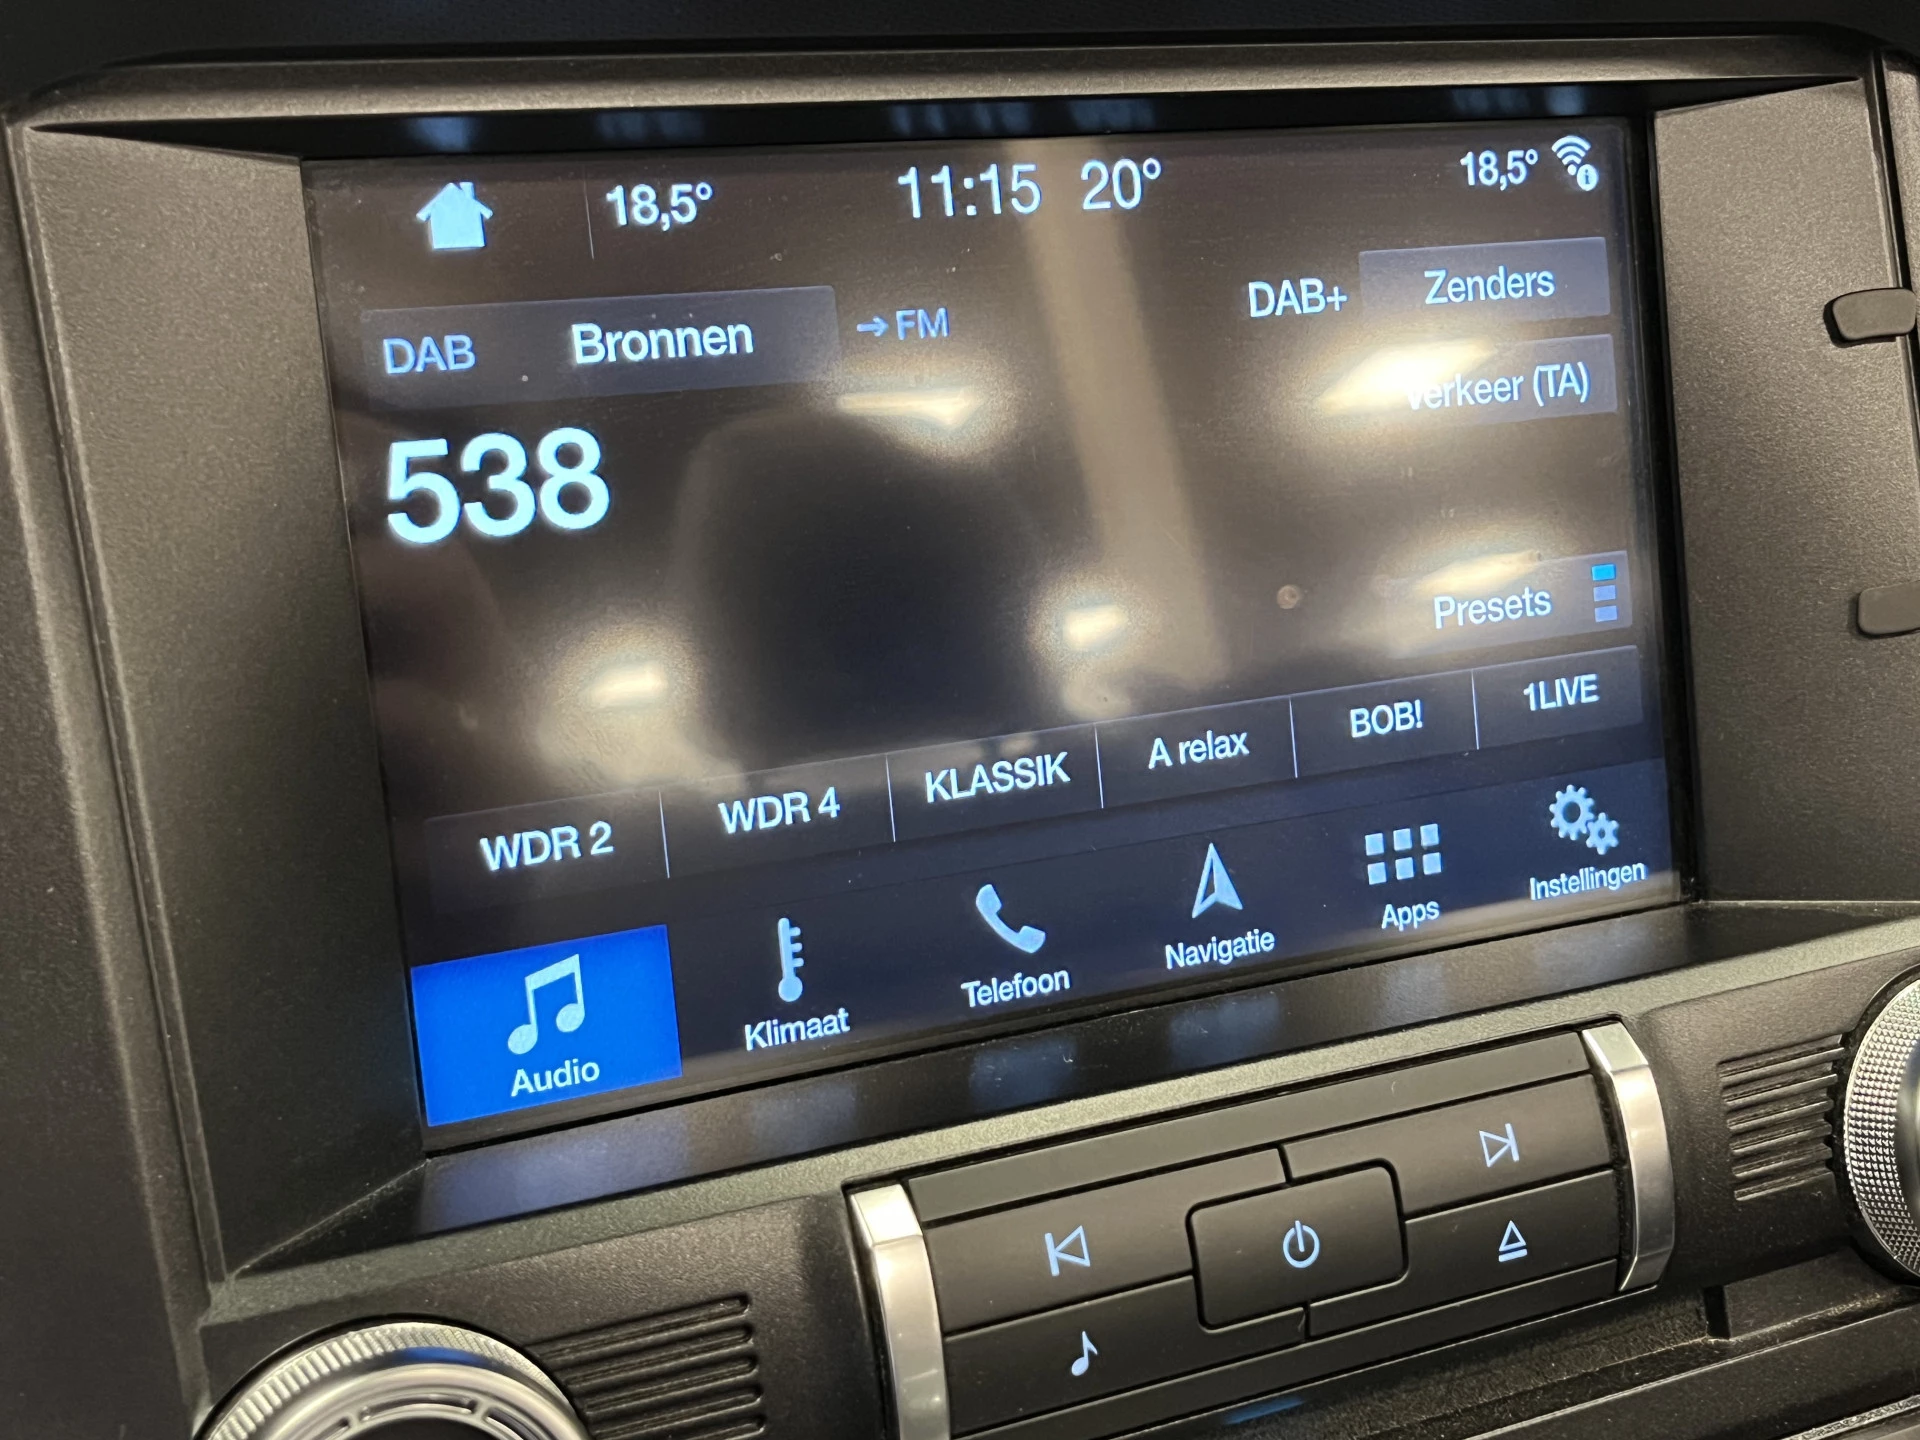 18,5° 11:15 20° 18,5°
DAB Bronnen →FM DAB+ Zenders
Verkeer (TA)
538
Presets
WDR 2 WDR 4 KLASSIK A relax BOB! 1LIVE
Audio Klimaat Telefoon Navigatie Apps Instellingen